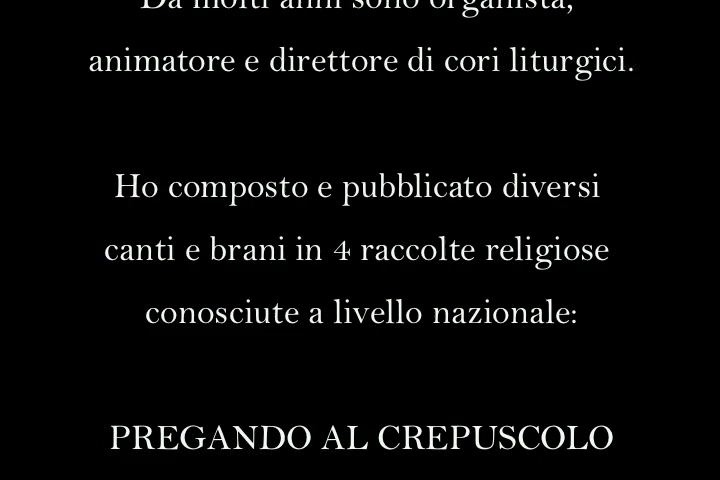 Da molti anni sono organista,
animatore e direttore di cori liturgici.
Ho composto e pubblicato diversi
canti e brani in 4 raccolte religiose
conosciute a livello nazionale:
PREGANDO AL CREPUSCOLO